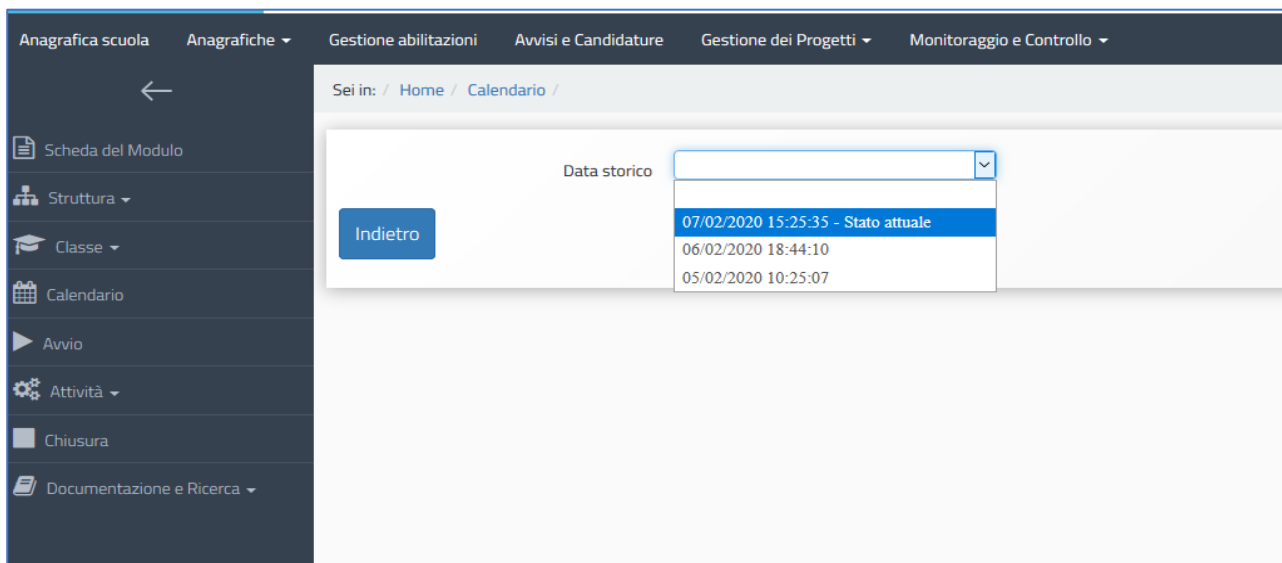 Anagrafica scuola Anagrafiche Gestione abilitazioni Avvisi e Candidature Gestione dei Progetti Monitoraggio e Controllo
Sei in: / Home / Calendario /
Scheda del Modulo
Struttura
Classe
Calendario
Avvio
Attività
Chiusura
Documentazione e Ricerca
Data storico
07/02/2020 15:25:35 - Stato attuale
06/02/2020 18:44:10
05/02/2020 10:25:07
Indietro